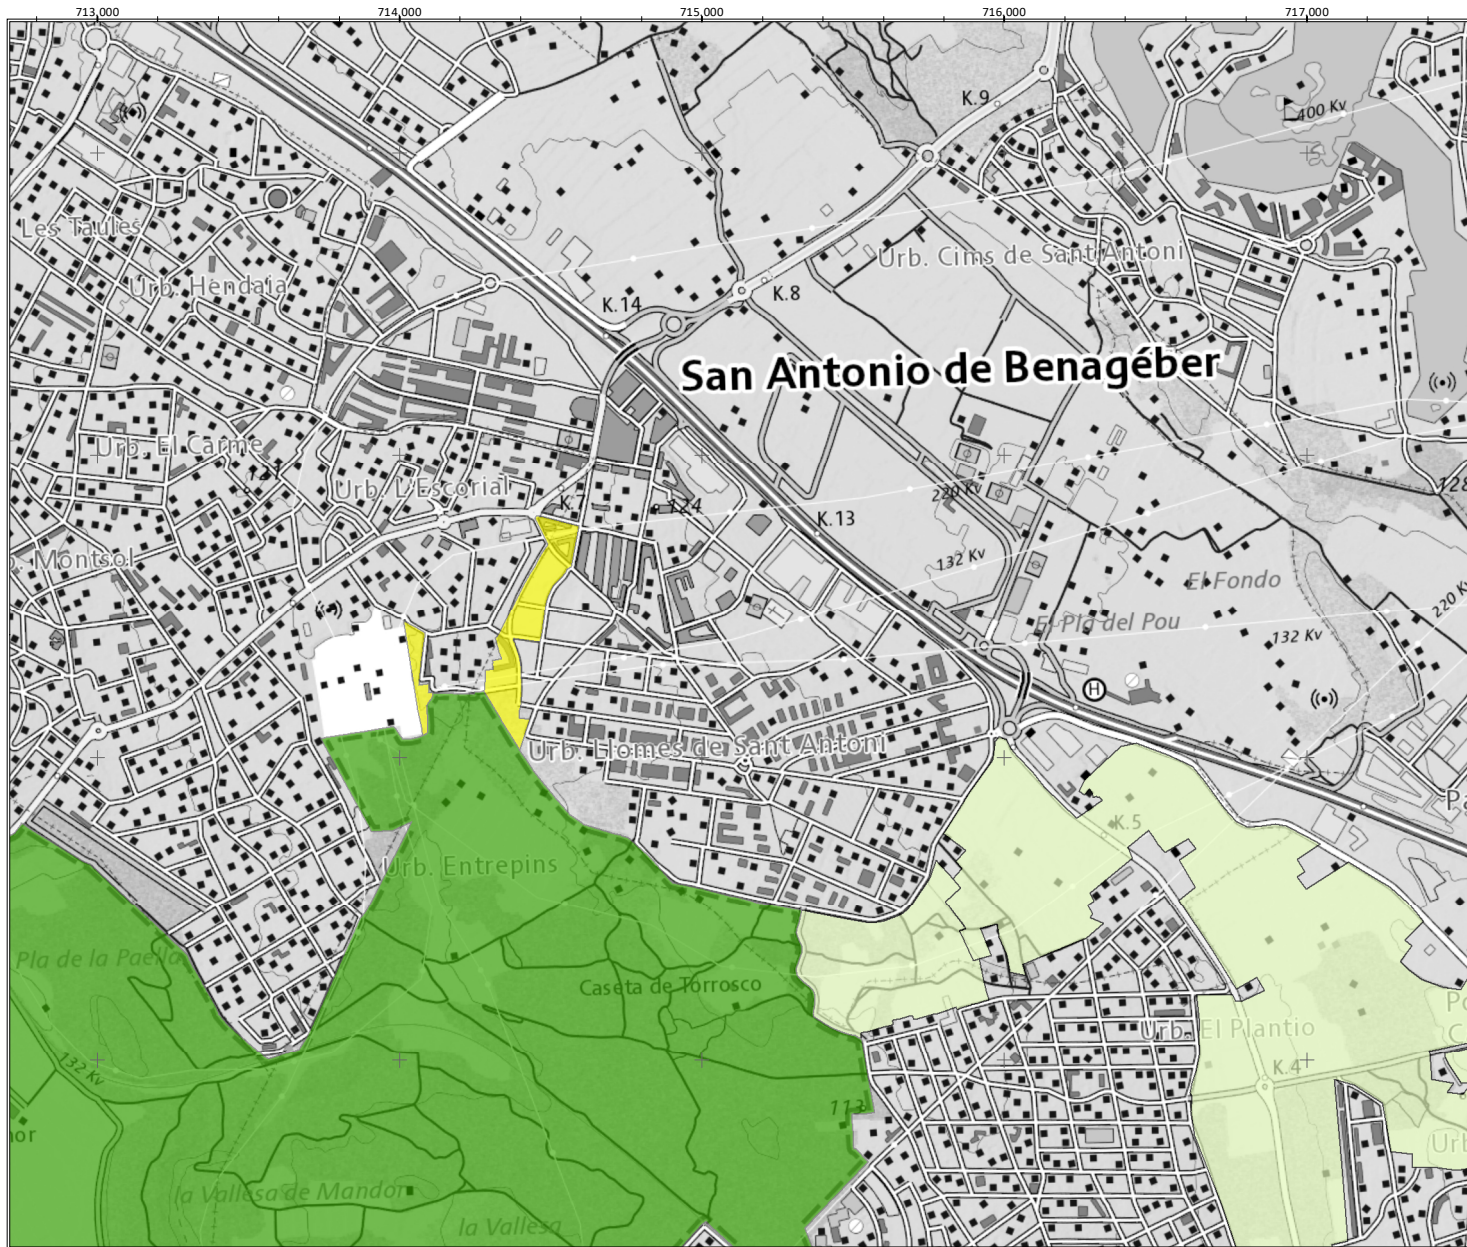 713,000 714,000 715,000 716,000 717,000
K.9
400 Kv
Les Taules
Urb. Cims de Sant Antoni
Urb. Hendaia
K.14
K.8
San Antonio de Benagéber
Urb. El Carme
121
Urb. L'Escorial
K.
124
220 Kv
128
K.13
Montsol
132 Kv
El Fondo
220 K
El Pla del Pou
132 Kv
H
Urb. Llomes de Sant Antoni
K.5
Urb. Entrepins
Pla de la Paella
Caseta de Torrosco
Urb. El Plantio
132 Kv
K.4
113
la Vallesa de Mandor
la Vallesa
Urb